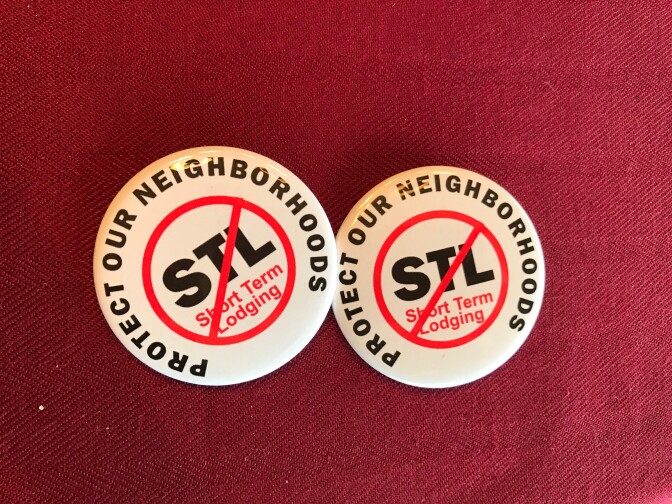 PROTECT OUR NEIGHBORHOODS
STL
Short Term
Lodging
PROTECT OUR NEIGHBORHOODS
STL
Short Term
Lodging